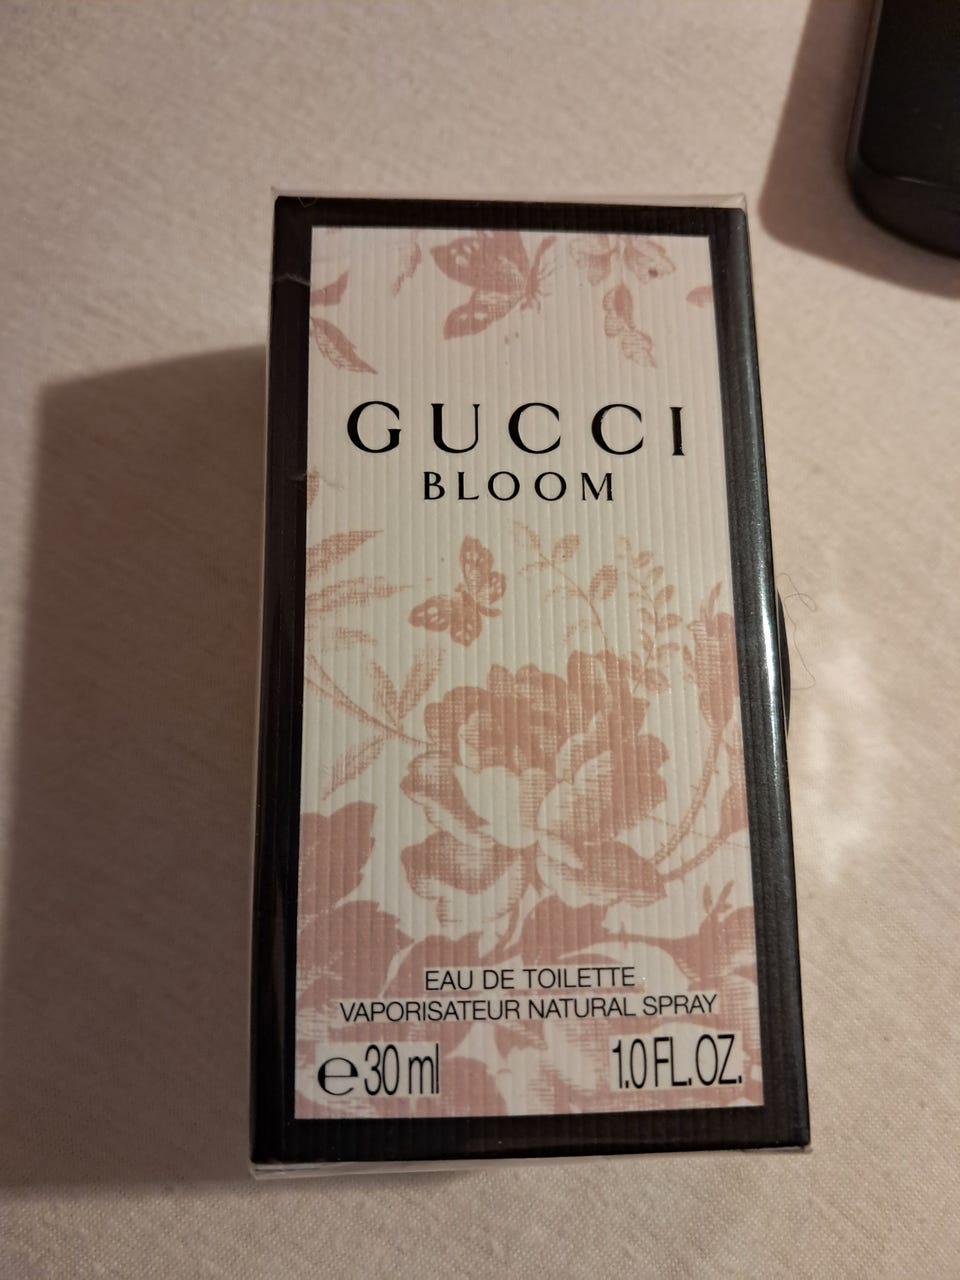 GUCCI
BLOOM
EAU DE TOILETTE
VAPORISATEUR NATURAL SPRAY
℮30 ml 1.0 FL. OZ.